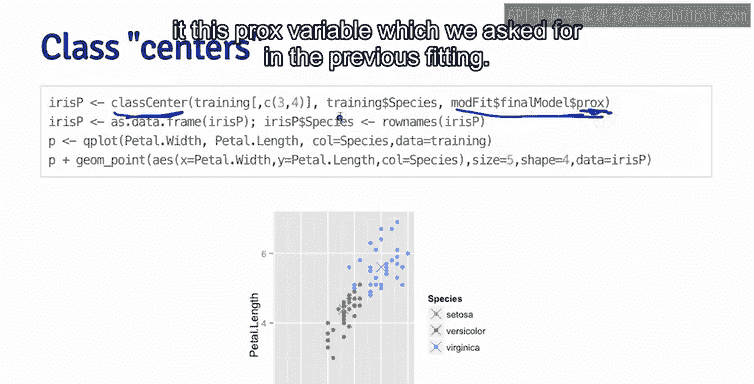 it this prox variable which we asked for
in the previous fitting.
Class "centers"
irisP <- classCenter(training[,c(3,4)], training$Species, modFit$finalModel$prox)
irisP <- as.data.frame(irisP); irisP$Species <- rownames(irisP)
p <- qplot(Petal.Width, Petal.Length, col=Species,data=training)
p + geom_point(aes(x=Petal.Width,y=Petal.Length,col=Species),size=5,shape=4,data=irisP)
6
4
Petal.Length
Species
setosa
versicolor
virginica